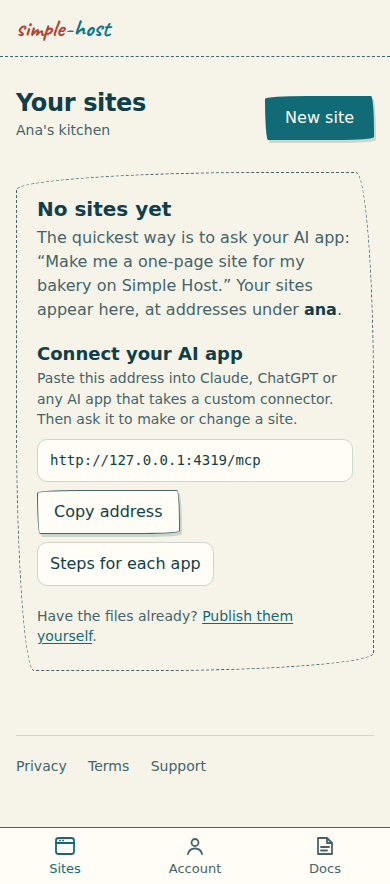 simple-host
Your sites
Ana's kitchen
New site
No sites yet
The quickest way is to ask your AI app:
“Make me a one-page site for my
bakery on Simple Host.” Your sites
appear here, at addresses under ana.
Connect your AI app
Paste this address into Claude, ChatGPT or
any AI app that takes a custom connector.
Then ask it to make or change a site.
http://127.0.0.1:4319/mcp
Copy address
Steps for each app
Have the files already? Publish them
yourself.
Privacy Terms Support
Sites Account Docs